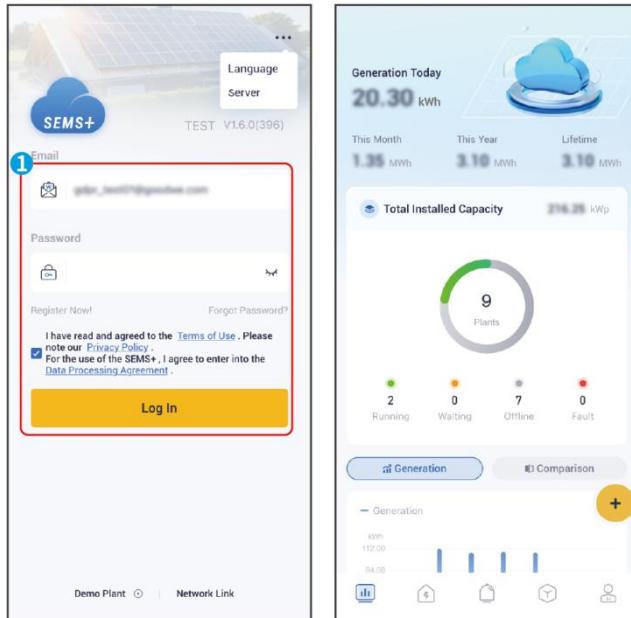 Language
Server
SEMS+
TEST V1.6.0(396)
1
Email
Password
Register Now!
Forgot Password?
I have read and agreed to the Terms of Use . Please
note our Privacy Policy .
For the use of the SEMS+ , I agree to enter into the
Data Processing Agreement .
Log In
Demo Plant
Network Link
Generation Today
20.30 kWh
This Month
This Year
Lifetime
1.35 MWh
3.10 MWh
3.10 MWh
Total Installed Capacity
216.25 kWp
9
Plants
2
0
7
0
Running
Waiting
Offline
Fault
Generation
Comparison
+
Generation
kWh
112.00
84.00